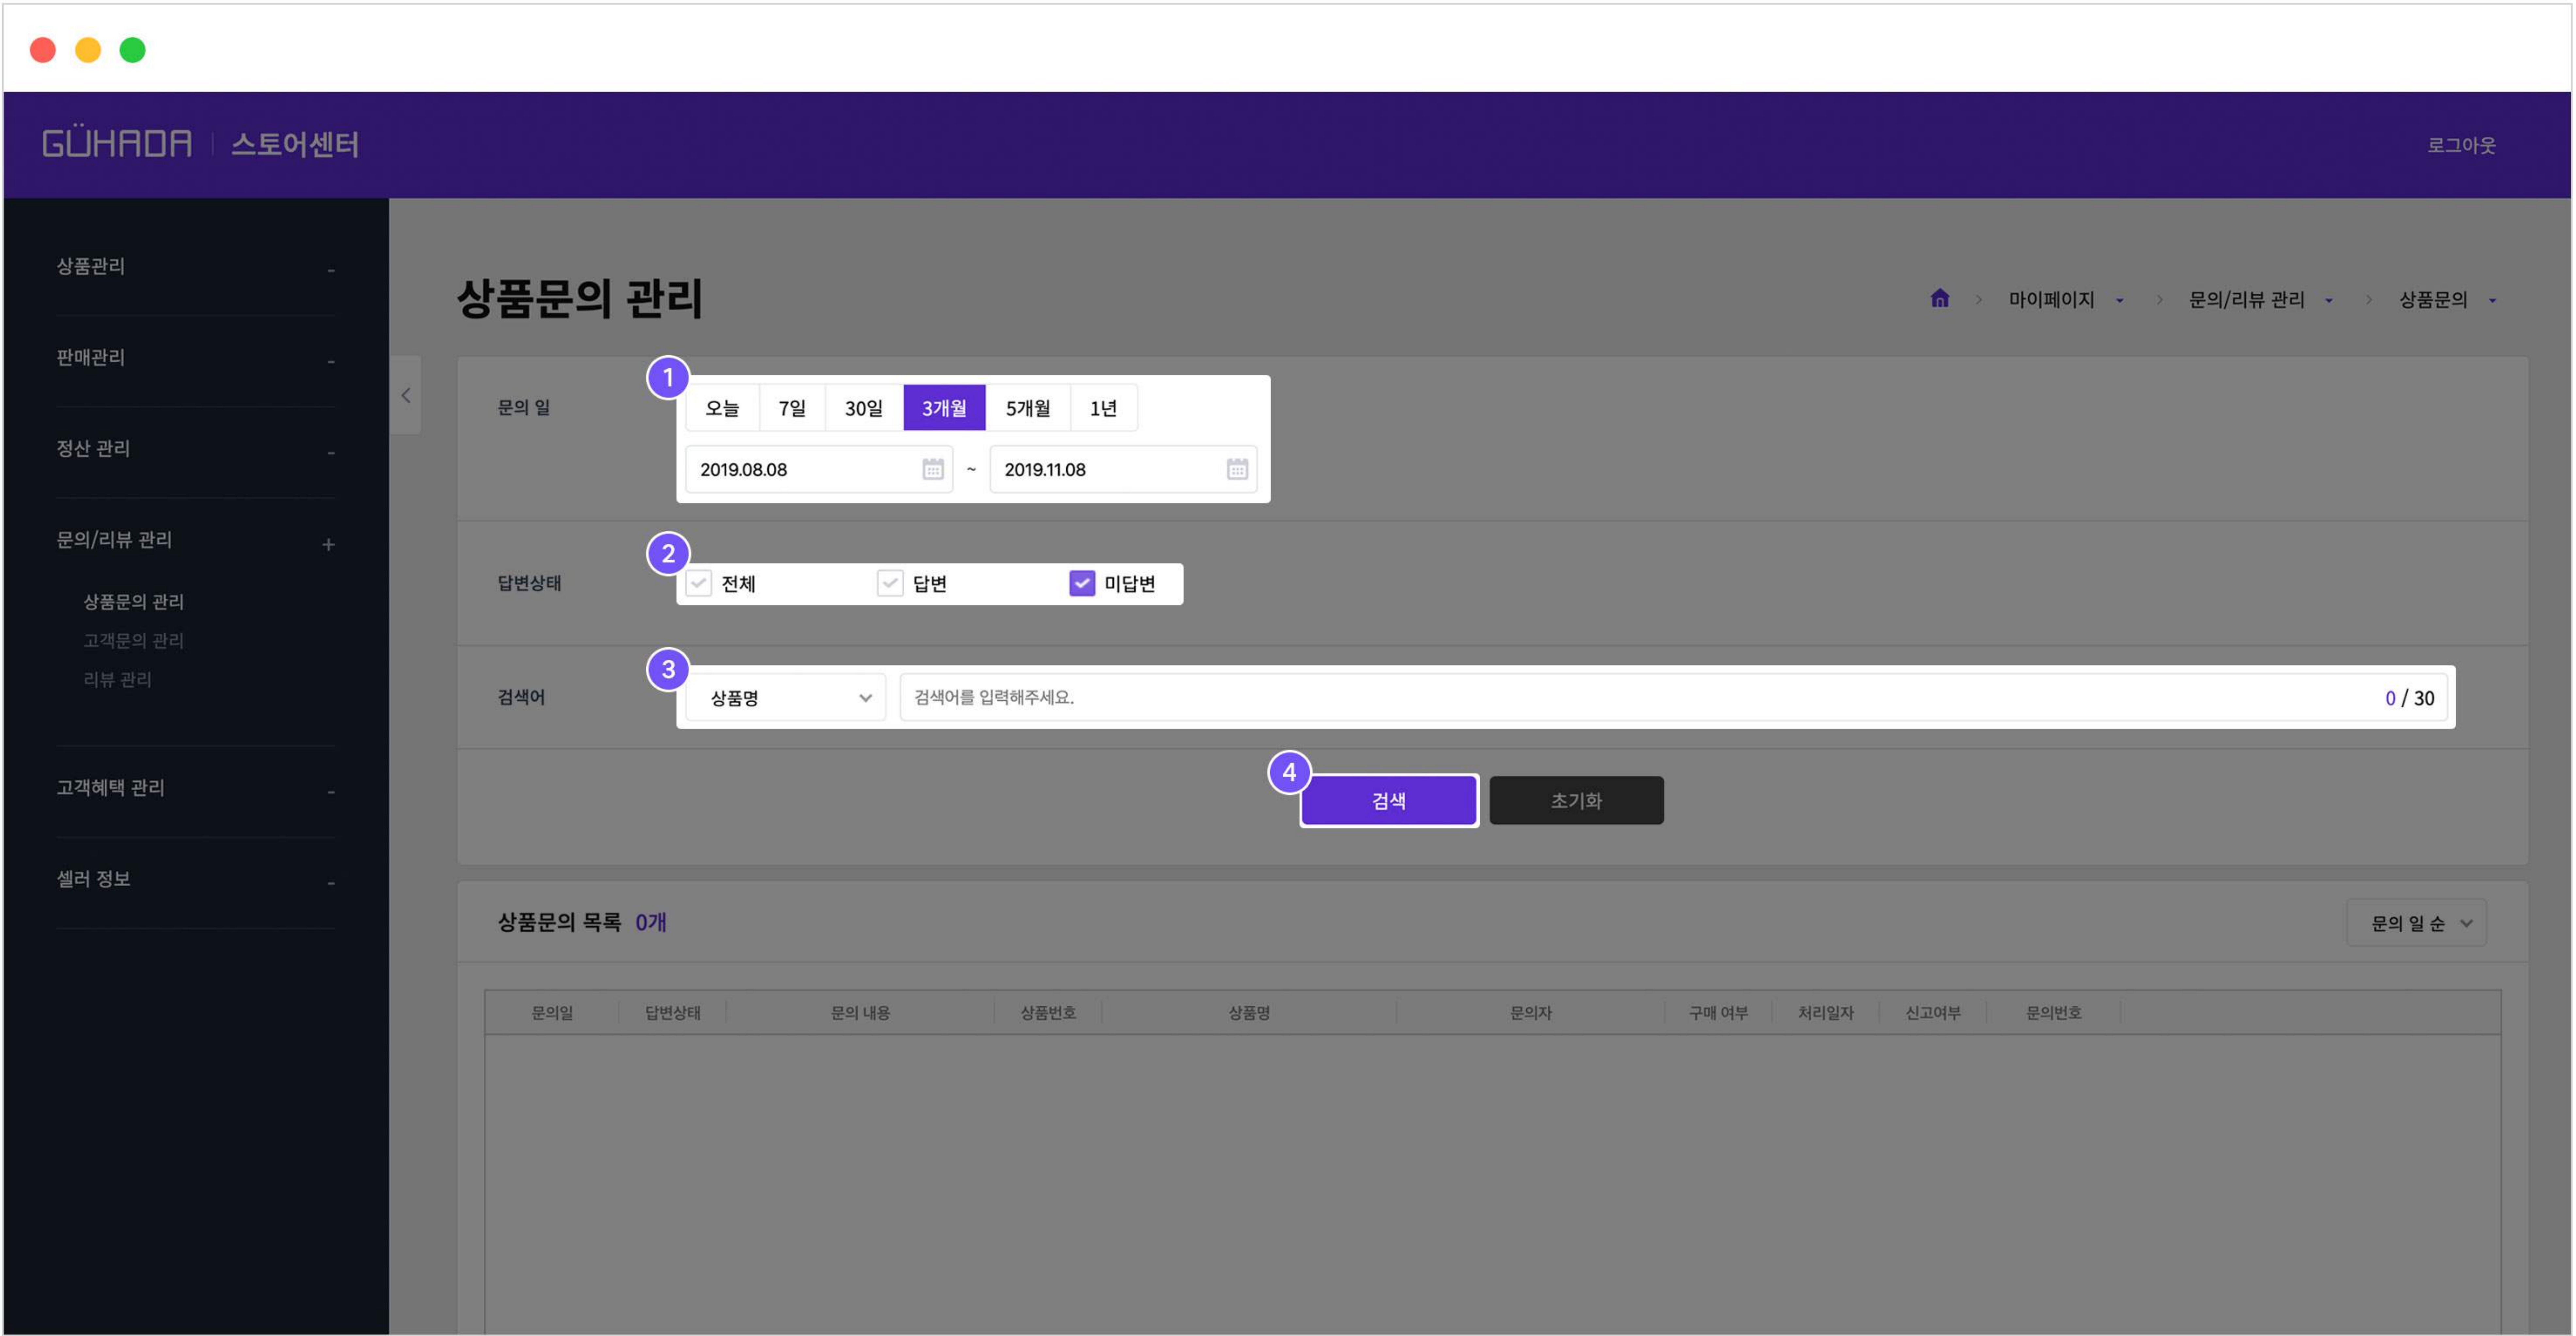 GÜHADA 스토어센터
로그아웃
상품관리 -
판매관리 -
정산 관리 -
문의/리뷰 관리 +
상품문의 관리
고객문의 관리
리뷰 관리
고객혜택 관리 -
셀러 정보 -
상품문의 관리
> 마이페이지 > 문의/리뷰 관리 > 상품문의
1
문의 일
오늘 7일 30일 3개월 5개월 1년
2019.08.08 ~ 2019.11.08
2
답변상태
전체 답변 미답변
3
검색어
상품명 검색어를 입력해주세요. 0 / 30
4
검색 초기화
상품문의 목록 0개
문의 일 순
문의일 답변상태 문의 내용 상품번호 상품명 문의자 구매 여부 처리일자 신고여부 문의번호